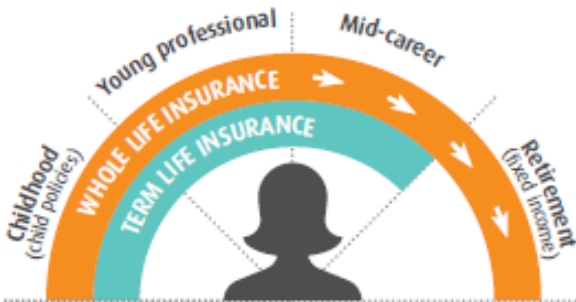 Young professional
Mid-career
Childhood
(child policies)
WHOLE LIFE INSURANCE
TERM LIFE INSURANCE
Retirement
(fixed income)